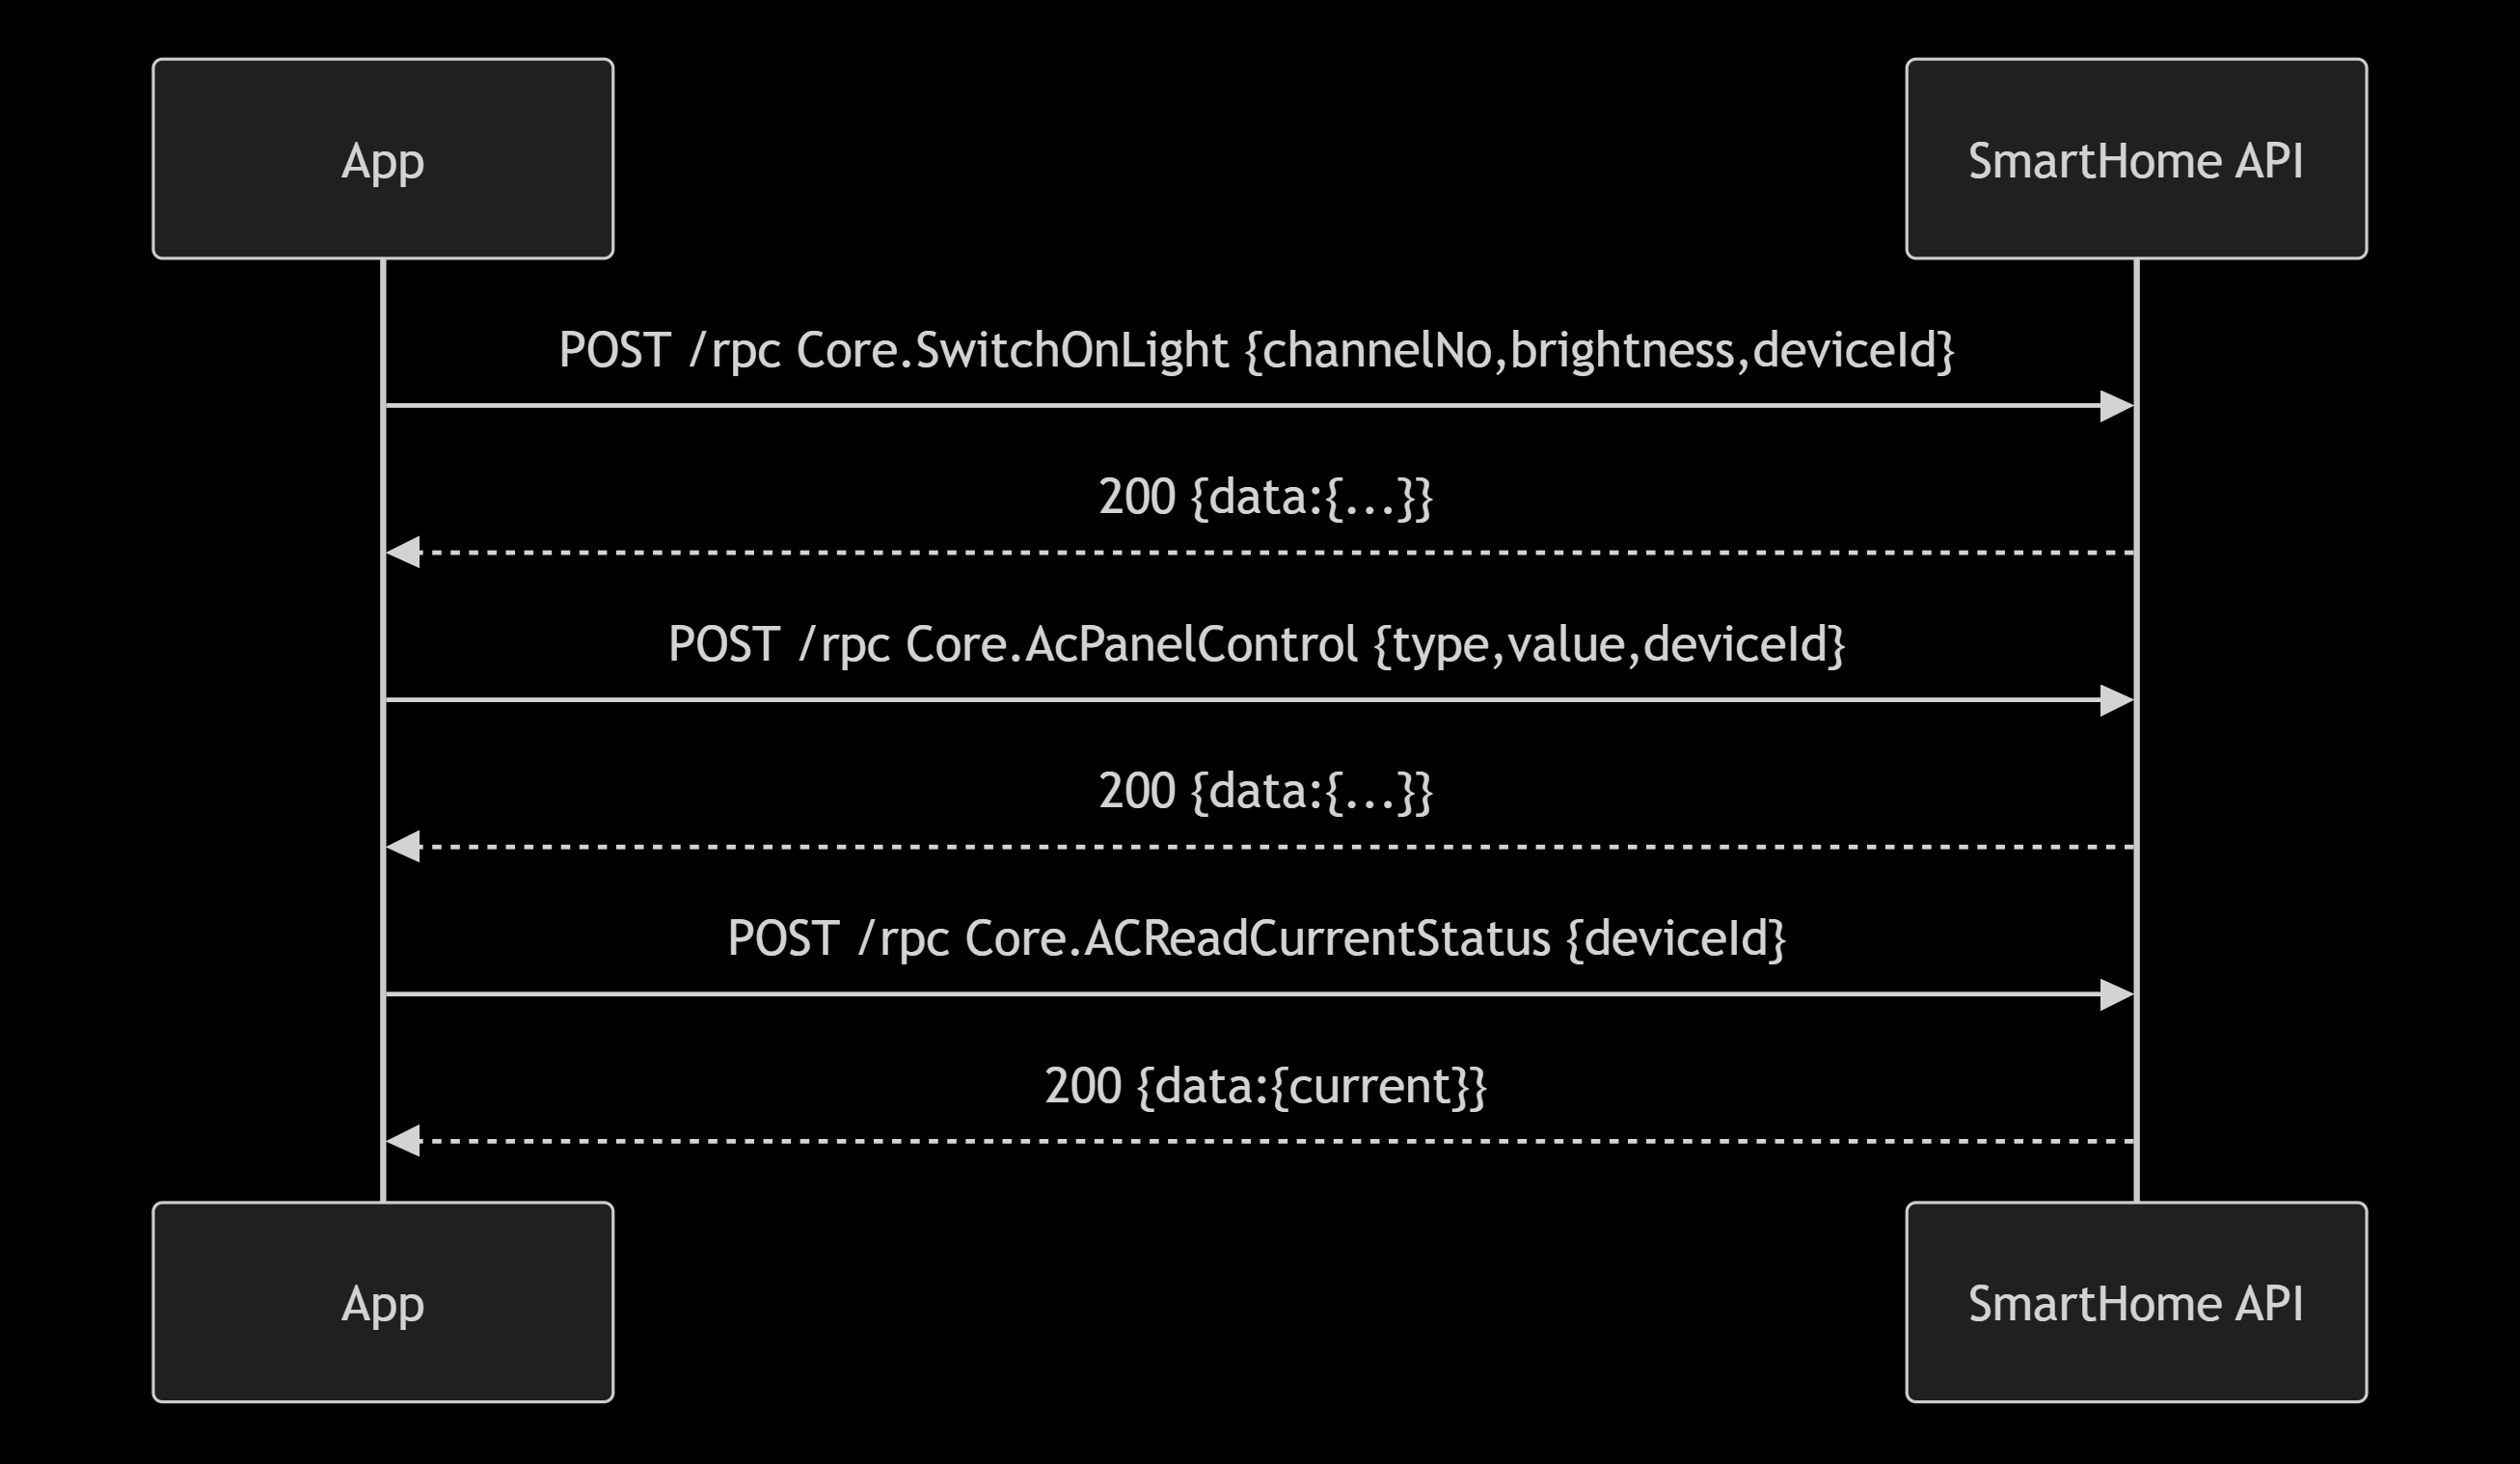 App
SmartHome API
POST /rpc Core.SwitchOnLight {channelNo,brightness,deviceId}
200 {data:{...}}
POST /rpc Core.AcPanelControl {type,value,deviceId}
200 {data:{...}}
POST /rpc Core.ACReadCurrentStatus {deviceId}
200 {data:{current}}
App
SmartHome API